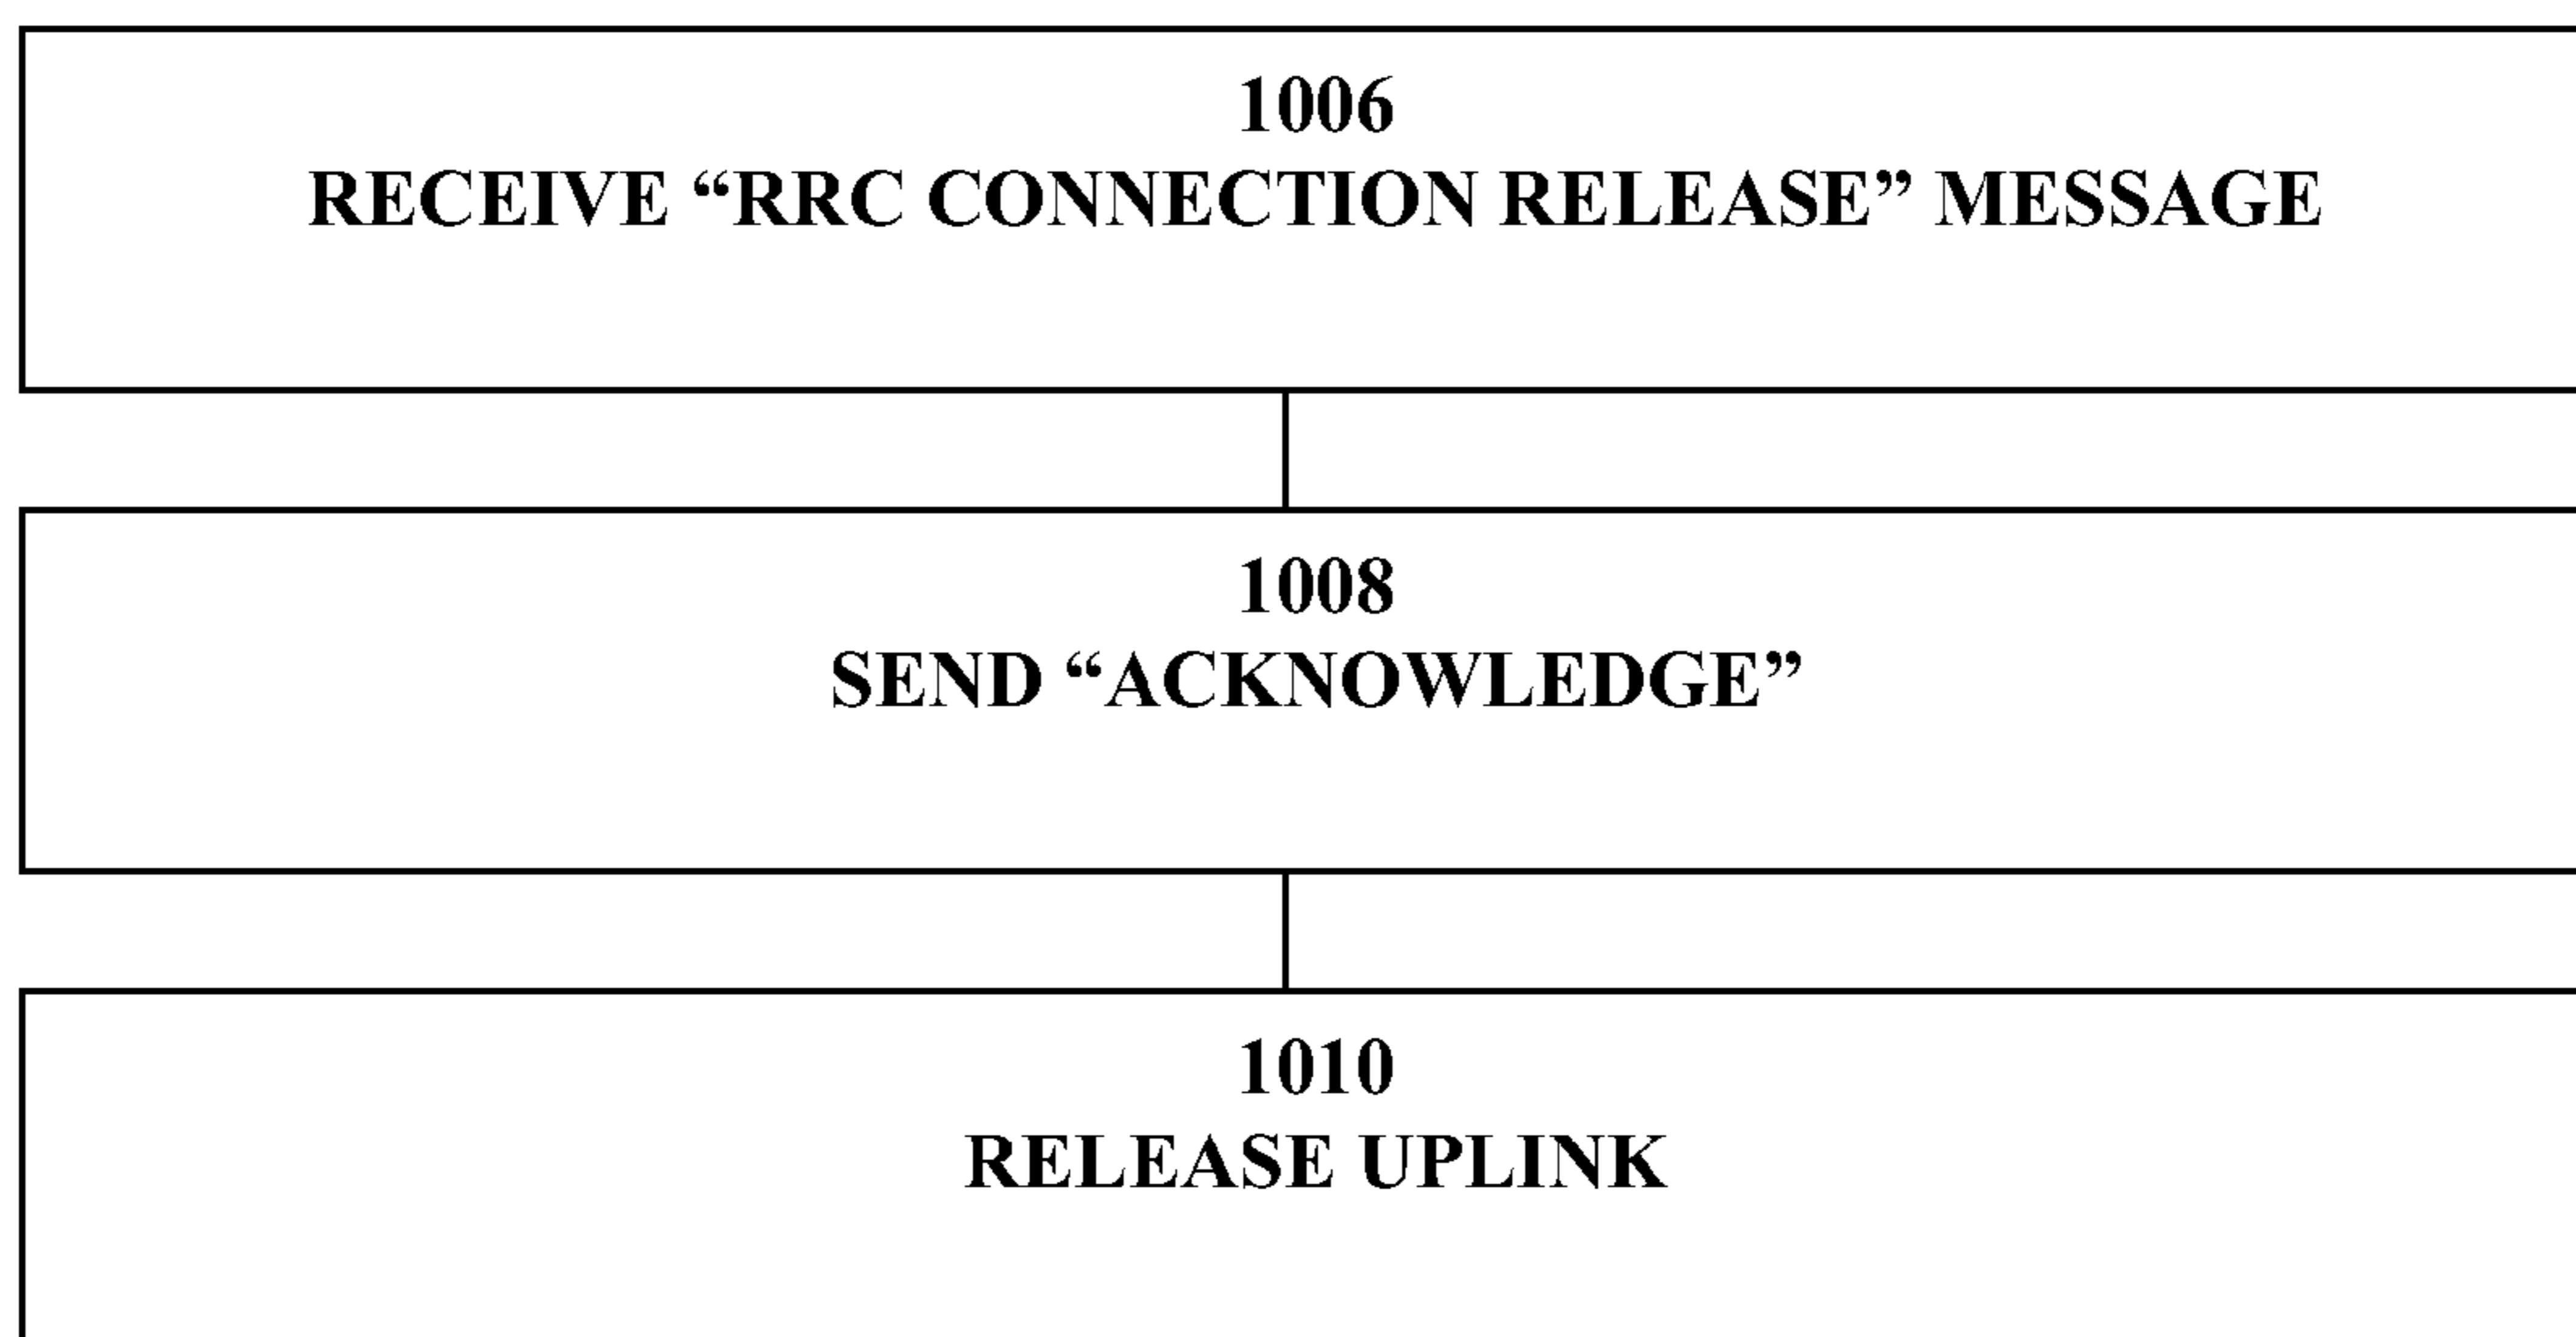 1006
RECEIVE “RRC CONNECTION RELEASE” MESSAGE
1008
SEND “ACKNOWLEDGE”
1010
RELEASE UPLINK